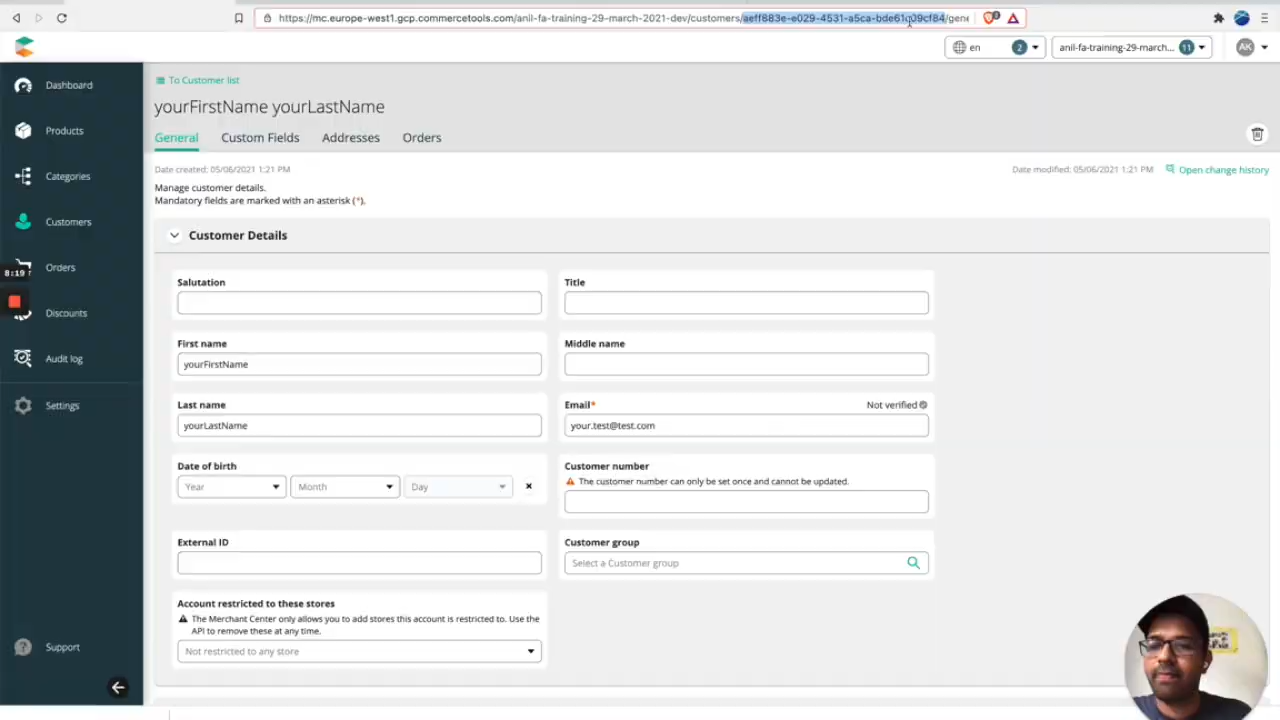 https://mc.europe-west1.gcp.commercetools.com/anil-fa-training-29-march-2021-dev/customers/aeff883e-e029-4531-a5ca-bde61c09cf84/gene
en 2
anil-fa-training-29-march... 11
AK
Dashboard
Products
Categories
Customers
Orders
8:19
Discounts
Audit log
Settings
Support
To Customer list
yourFirstName yourLastName
General Custom Fields Addresses Orders
Date created: 05/06/2021 1:21 PM
Date modified: 05/06/2021 1:21 PM Open change history
Manage customer details.
Mandatory fields are marked with an asterisk (*).
Customer Details
Salutation
Title
First name
yourFirstName
Middle name
Last name
yourLastName
Email*
Not verified
your.test@test.com
Date of birth
Year Month Day
Customer number
The customer number can only be set once and cannot be updated.
External ID
Customer group
Select a Customer group
Account restricted to these stores
The Merchant Center only allows you to add stores this account is restricted to. Use the
API to remove these at any time.
Not restricted to any store